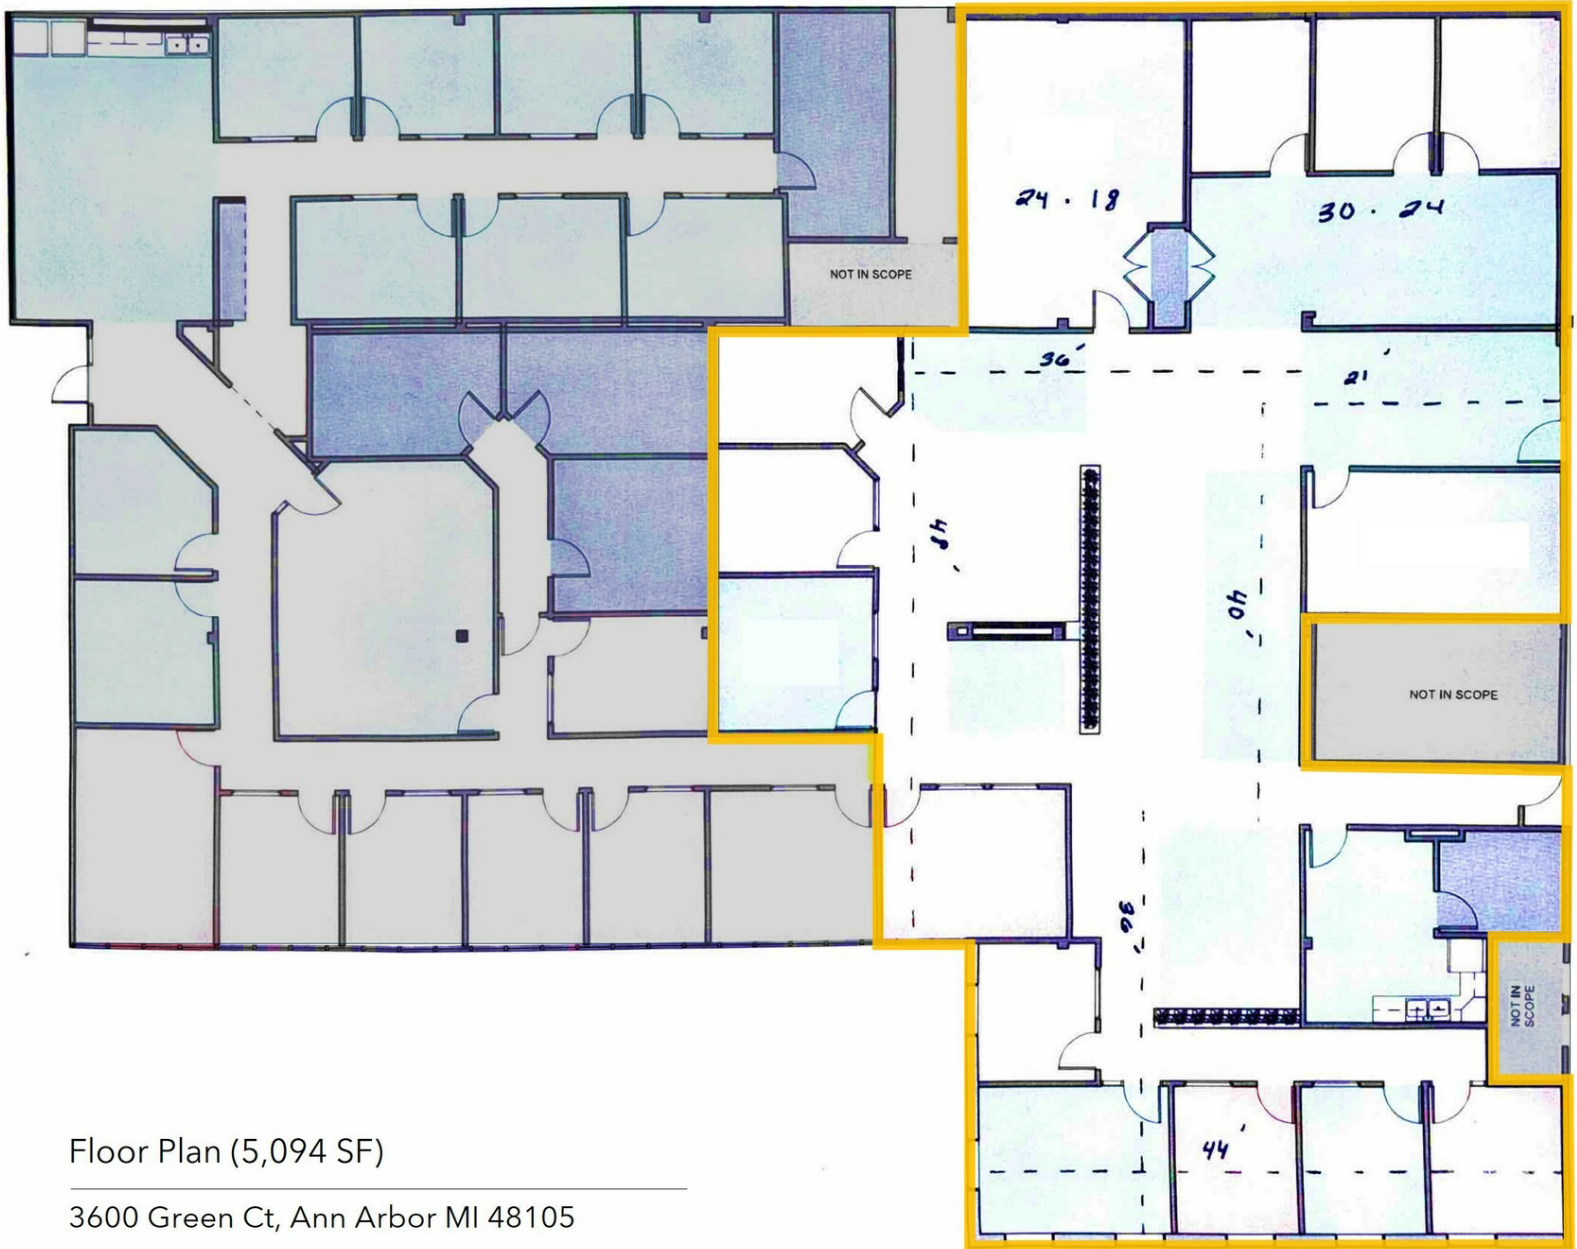 24 · 18
30 · 24
NOT IN SCOPE
36'
21'
48'
40'
NOT IN SCOPE
36'
NOT IN
SCOPE
44'
Floor Plan (5,094 SF)
3600 Green Ct, Ann Arbor MI 48105